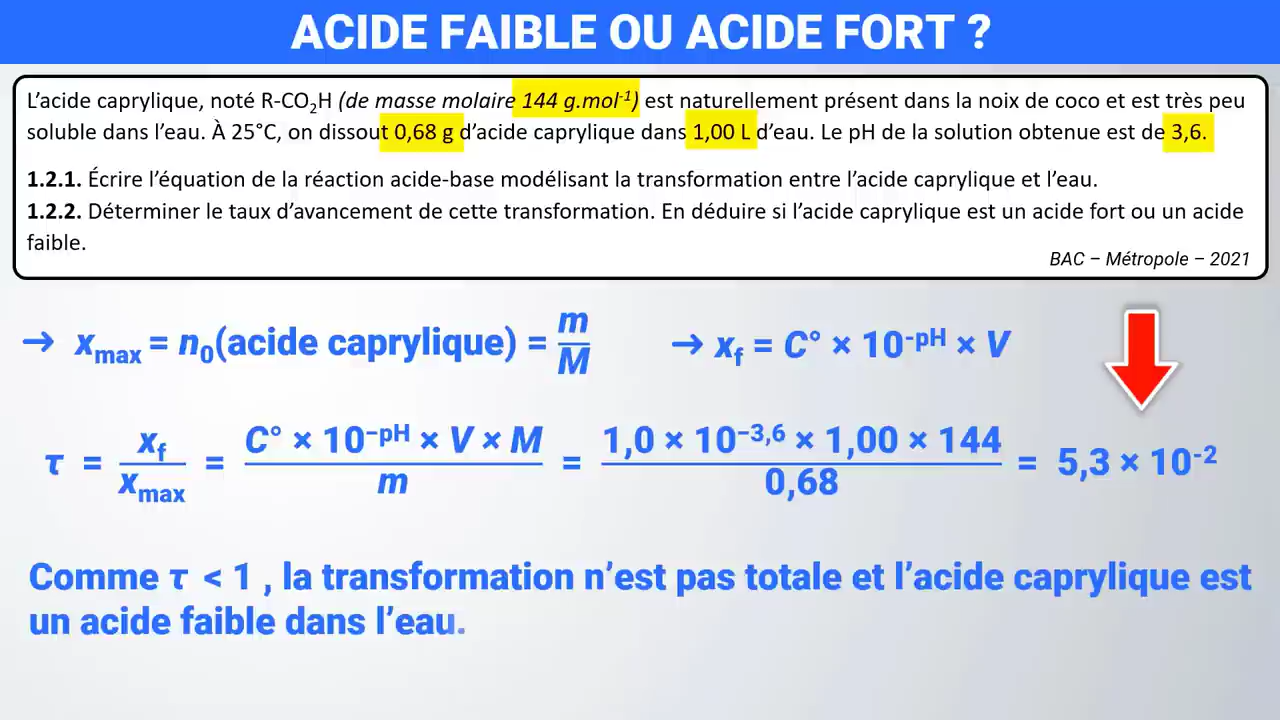 ACIDE FAIBLE OU ACIDE FORT ?
L’acide caprylique, noté R-CO₂H (de masse molaire 144 g.mol⁻¹) est naturellement présent dans la noix de coco et est très peu
soluble dans l’eau. À 25°C, on dissout 0,68 g d’acide caprylique dans 1,00 L d’eau. Le pH de la solution obtenue est de 3,6.
1.2.1. Écrire l’équation de la réaction acide-base modélisant la transformation entre l’acide caprylique et l’eau.
1.2.2. Déterminer le taux d’avancement de cette transformation. En déduire si l’acide caprylique est un acide fort ou un acide
faible.
BAC – Métropole – 2021
→ x_max = n₀(acide caprylique) = m/M
→ x_f = C° × 10^-pH × V
τ = x_f / x_max = (C° × 10^−pH × V × M) / m = (1,0 × 10^−3,6 × 1,00 × 144) / 0,68 = 5,3 × 10⁻²
Comme τ < 1 , la transformation n’est pas totale et l’acide caprylique est
un acide faible dans l’eau.